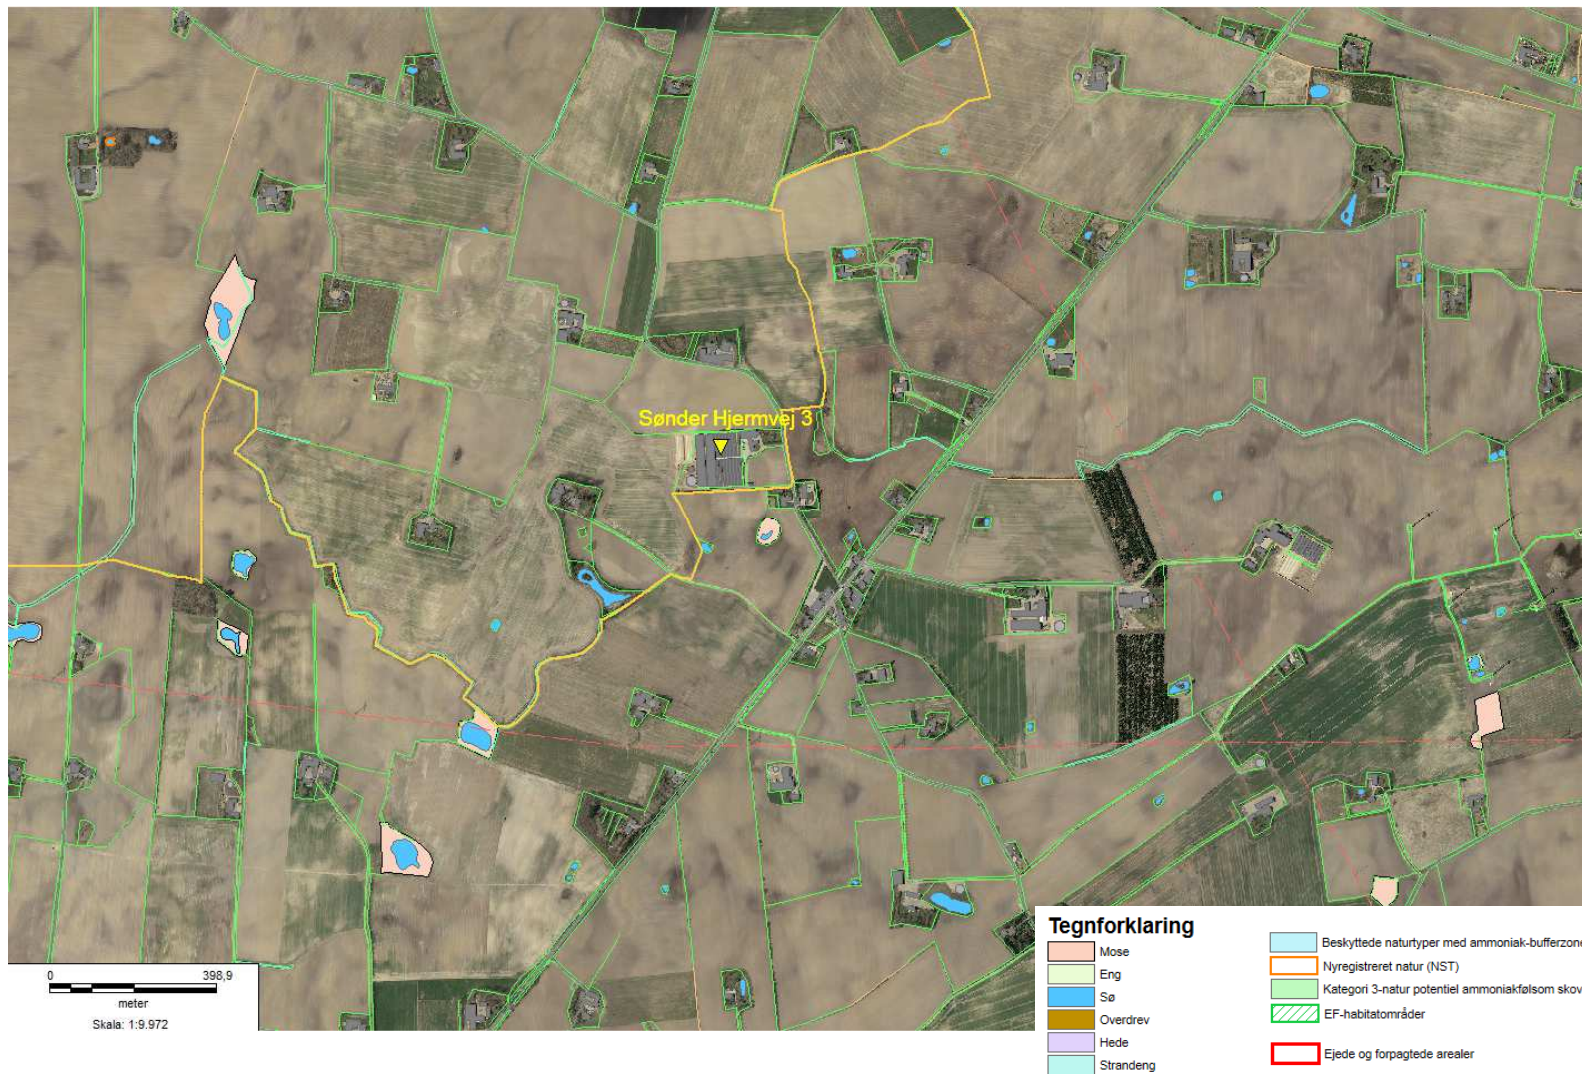 Sønder Hjermvej 3
0 398,9
meter
Skala: 1:9.972
Tegnforklaring
Mose
Eng
Sø
Overdrev
Hede
Strandeng
Beskyttede naturtyper med ammoniak-bufferzone
Nyregistreret natur (NST)
Kategori 3-natur potentiel ammoniakfølsom skov
EF-habitatområder
Ejede og forpagtede arealer